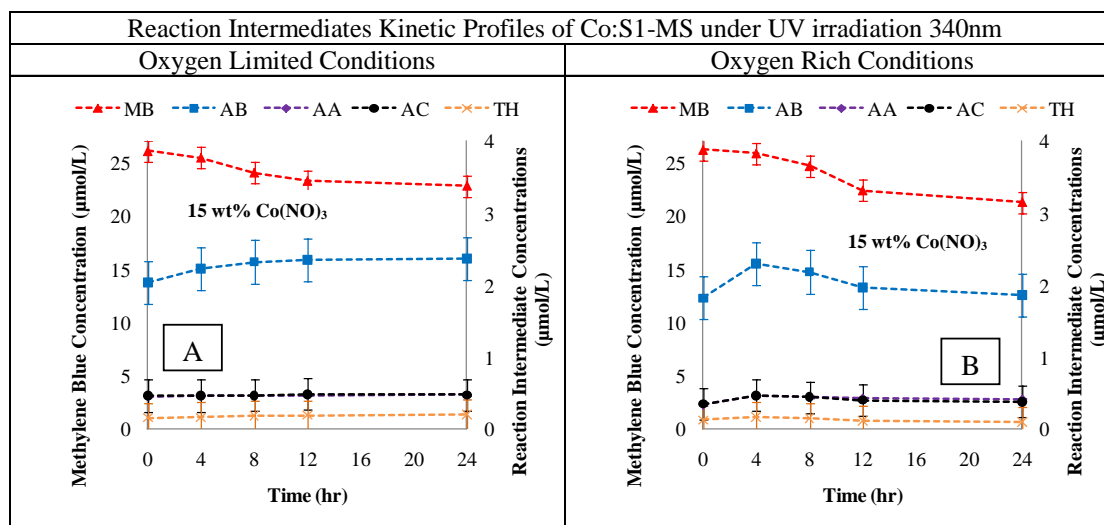 Reaction Intermediates Kinetic Profiles of Co:S1-MS under UV irradiation 340nm
Oxygen Limited Conditions
Oxygen Rich Conditions
MB AB AA AC TH
Methylene Blue Concentration (µmol/L)
25
20
15
10
5
0
15 wt% Co(NO)₃
A
4
3
2
1
0
Reaction Intermediate Concentrations
(µmol/L)
0 4 8 12 24
Time (hr)
MB AB AA AC TH
Methylene Blue Concentration (µmol/L)
25
20
15
10
5
0
15 wt% Co(NO)₃
B
4
3
2
1
0
Reaction Intermediate Concentrations
(µmol/L)
0 4 8 12 24
Time (hr)